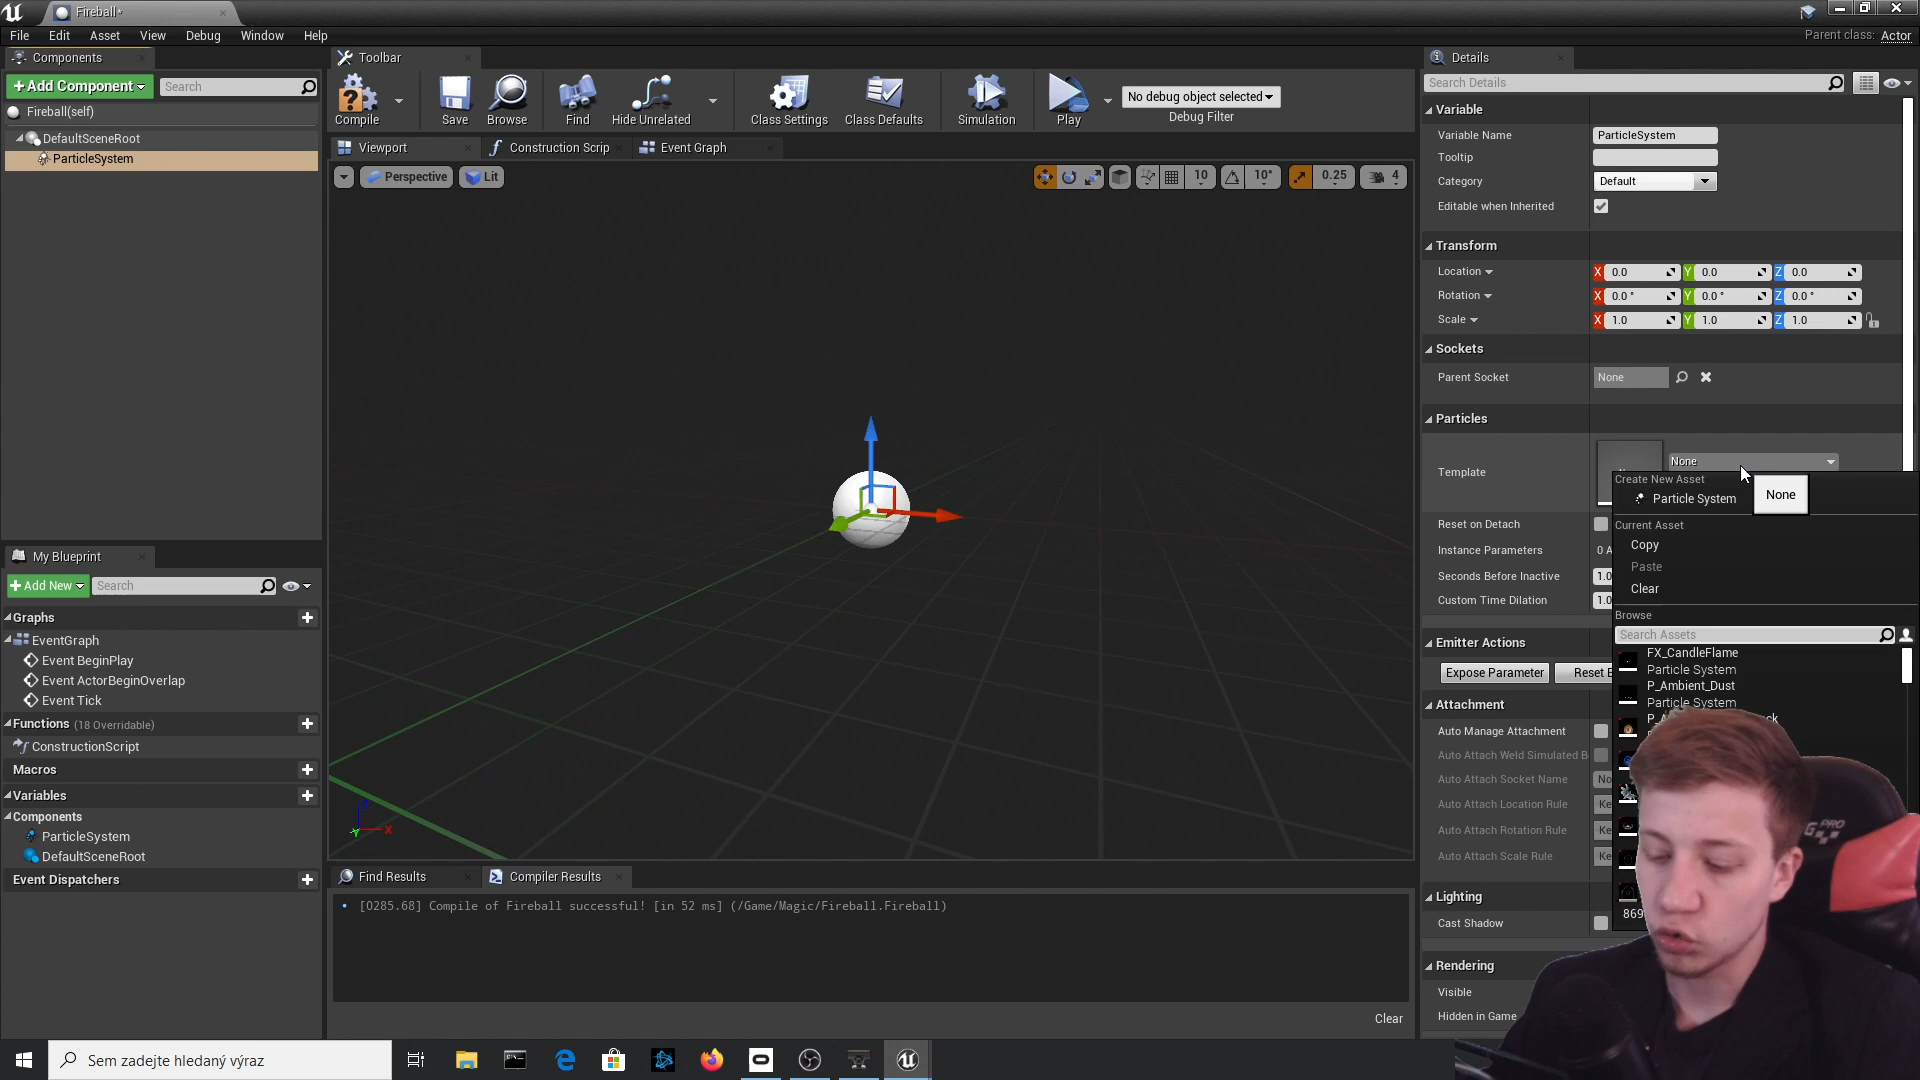 Fireball*
File Edit Asset View Debug Window Help
Parent class: Actor
Components
+ Add Component
Search
Fireball(self)
DefaultSceneRoot
ParticleSystem
Toolbar
Compile
Save
Browse
Find
Hide Unrelated
Class Settings
Class Defaults
Simulation
Play
No debug object selected
Debug Filter
Viewport
Construction Scrip
Event Graph
Perspective
Lit
10
10°
0.25
4
My Blueprint
+ Add New
Search
Graphs
EventGraph
Event BeginPlay
Event ActorBeginOverlap
Event Tick
Functions (18 Overridable)
ConstructionScript
Macros
Variables
Components
ParticleSystem
DefaultSceneRoot
Event Dispatchers
Find Results
Compiler Results
[0285.68] Compile of Fireball successful! [in 52 ms] (/Game/Magic/Fireball.Fireball)
Clear
Details
Search Details
Variable
Variable Name ParticleSystem
Tooltip
Category Default
Editable when Inherited
Transform
Location X 0.0 Y 0.0 Z 0.0
Rotation X 0.0 ° Y 0.0 ° Z 0.0 °
Scale X 1.0 Y 1.0 Z 1.0
Sockets
Parent Socket None
Particles
Template
None
Reset on Detach
Instance Parameters 0 A
Seconds Before Inactive 1.0
Custom Time Dilation 1.0
Emitter Actions
Expose Parameter
Reset E
Attachment
Auto Manage Attachment
Auto Attach Weld Simulated B
Auto Attach Socket Name No
Auto Attach Location Rule Ke
Auto Attach Rotation Rule Ke
Auto Attach Scale Rule Ke
Lighting
Cast Shadow
Rendering
Visible
Hidden in Game
Create New Asset
Particle System
None
Current Asset
Copy
Paste
Clear
Browse
Search Assets
FX_CandleFlame
Particle System
P_Ambient_Dust
Particle System
869
G PRO
Sem zadejte hledaný výraz